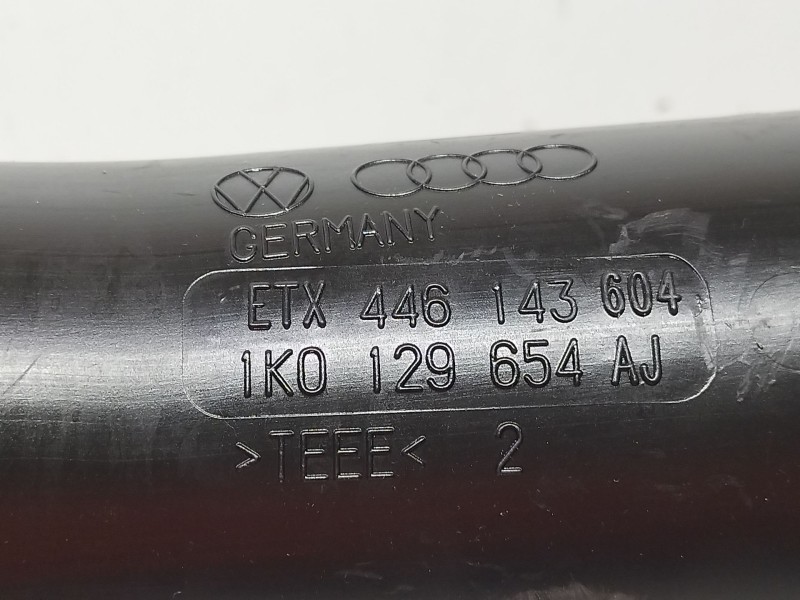 GERMANY
ETX 446 143 604
1K0 129 654 AJ
>TEEE< 2